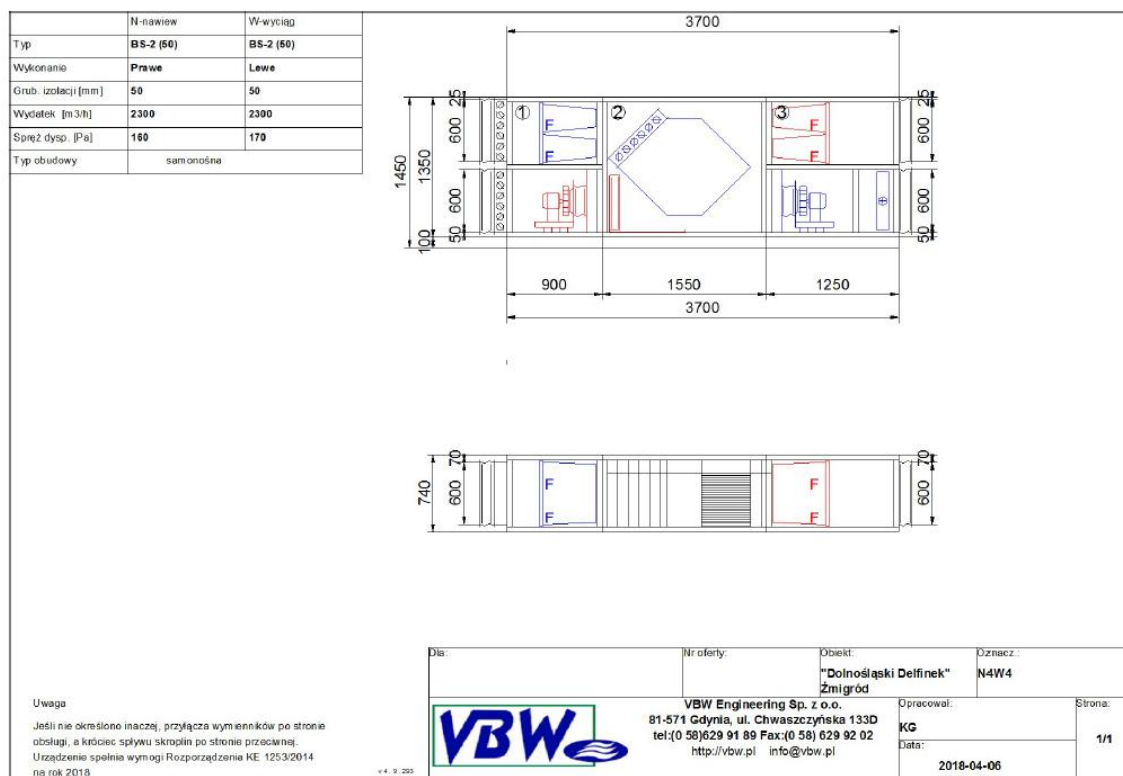 N-nawiew W-wyciąg
Typ BS-2 (50) BS-2 (50)
Wykonanie Prawe Lewe
Grub. izolacji [mm] 50 50
Wydatek [m3/h] 2300 2300
Spręż dysp. [Pa] 160 170
Typ obudowy samonośna
3700
1 2 3
F F
F F
25 600 600 50
1450 1350 100
25 600 600 50
900 1550 1250
3700
740 70 600
F F
F F
70 600
Uwaga
Jeśli nie określono inaczej, przyłącza wymienników po stronie
obsługi, a króciec spływu skroplin po stronie przeciwnej.
Urządzenie spełnia wymogi Rozporządzenia KE 1253/2014
na rok 2018
v 4. 9. 293
Dla: Nr oferty: Obiekt: Oznacz.:
"Dolnośląski Delfinek" N4W4
Żmigród
VBW
VBW Engineering Sp. z o.o.
81-571 Gdynia, ul. Chwaszczyńska 133D
tel:(0 58)629 91 89 Fax:(0 58) 629 92 02
http://vbw.pl info@vbw.pl
Opracował: Strona:
KG
1/1
Data:
2018-04-06